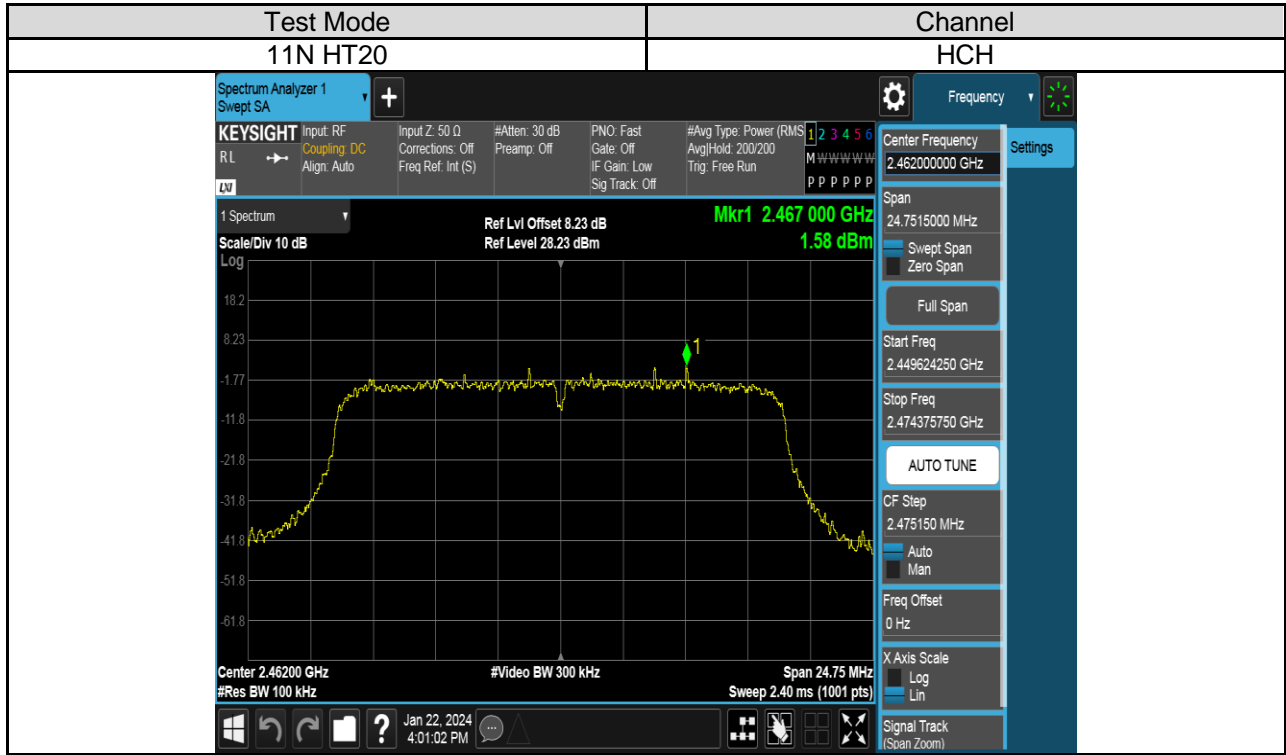 Test Mode Channel
11N HT20 HCH
Spectrum Analyzer 1
Swept SA
Frequency
KEYSIGHT Input: RF Input Z: 50 Ω #Atten: 30 dB PNO: Fast #Avg Type: Power (RMS 1 2 3 4 5 6
RL Coupling: DC Corrections: Off Preamp: Off Gate: Off Avg|Hold: 200/200 M W W W W W
Align: Auto Freq Ref: Int (S) IF Gain: Low Trig: Free Run
LXI Sig Track: Off P P P P P P
1 Spectrum Ref Lvl Offset 8.23 dB Mkr1 2.467 000 GHz
Scale/Div 10 dB Ref Level 28.23 dBm 1.58 dBm
Log
18.2
8.23
1
-1.77
-11.8
-21.8
-31.8
-41.8
-51.8
-61.8
Center 2.46200 GHz #Video BW 300 kHz Span 24.75 MHz
#Res BW 100 kHz Sweep 2.40 ms (1001 pts)
? Jan 22, 2024
4:01:02 PM
Center Frequency
2.462000000 GHz
Settings
Span
24.7515000 MHz
Swept Span
Zero Span
Full Span
Start Freq
2.449624250 GHz
Stop Freq
2.474375750 GHz
AUTO TUNE
CF Step
2.475150 MHz
Auto
Man
Freq Offset
0 Hz
X Axis Scale
Log
Lin
Signal Track
(Span Zoom)